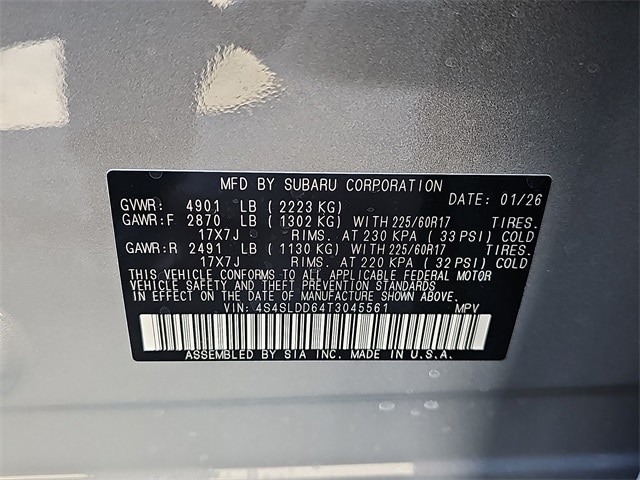 MFD BY SUBARU CORPORATION
GVWR: 4901 LB ( 2223 KG) DATE: 01/26
GAWR:F 2870 LB ( 1302 KG) WITH 225/60R17 TIRES.
17X7J RIMS. AT 230 KPA ( 33 PSI) COLD
GAWR:R 2491 LB ( 1130 KG) WITH 225/60R17 TIRES.
17X7J RIMS. AT 220 KPA ( 32 PSI) COLD
THIS VEHICLE CONFORMS TO ALL APPLICABLE FEDERAL MOTOR
VEHICLE SAFETY AND BUMPER STANDARDS
IN EFFECT ON THE DATE OF MANUFACTURE SHOWN ABOVE.
VIN: 4S4SLDD64T3045561 MPV
ASSEMBLED BY SIA INC. MADE IN U.S.A.